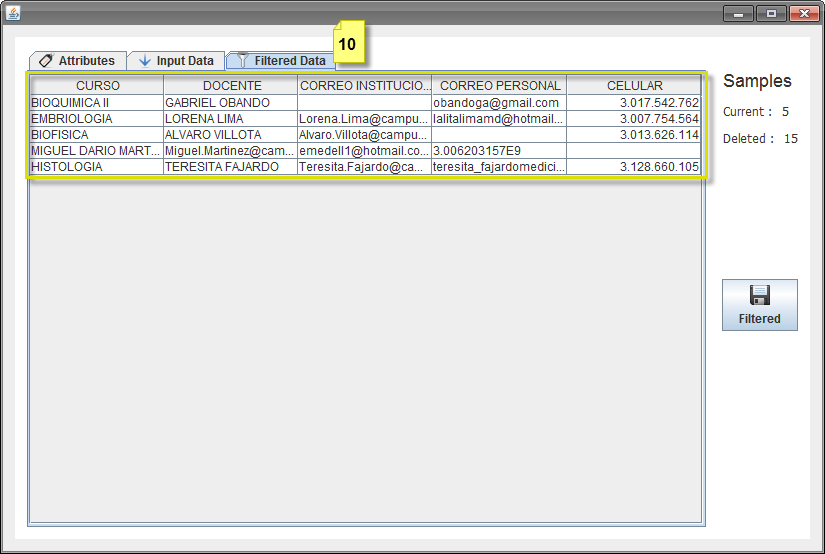 10
Attributes Input Data Filtered Data
CURSO DOCENTE CORREO INSTITUCIO... CORREO PERSONAL CELULAR
BIOQUIMICA II GABRIEL OBANDO obandoga@gmail.com 3.017.542.762
EMBRIOLOGIA LORENA LIMA Lorena.Lima@campu... lalitalimamd@hotmail... 3.007.754.564
BIOFISICA ALVARO VILLOTA Alvaro.Villota@campu... 3.013.626.114
MIGUEL DARIO MART... Miguel.Martinez@cam... emedell1@hotmail.co... 3.006203157E9
HISTOLOGIA TERESITA FAJARDO Teresita.Fajardo@ca... teresita_fajardomedici... 3.128.660.105
Samples
Current : 5
Deleted : 15
Filtered